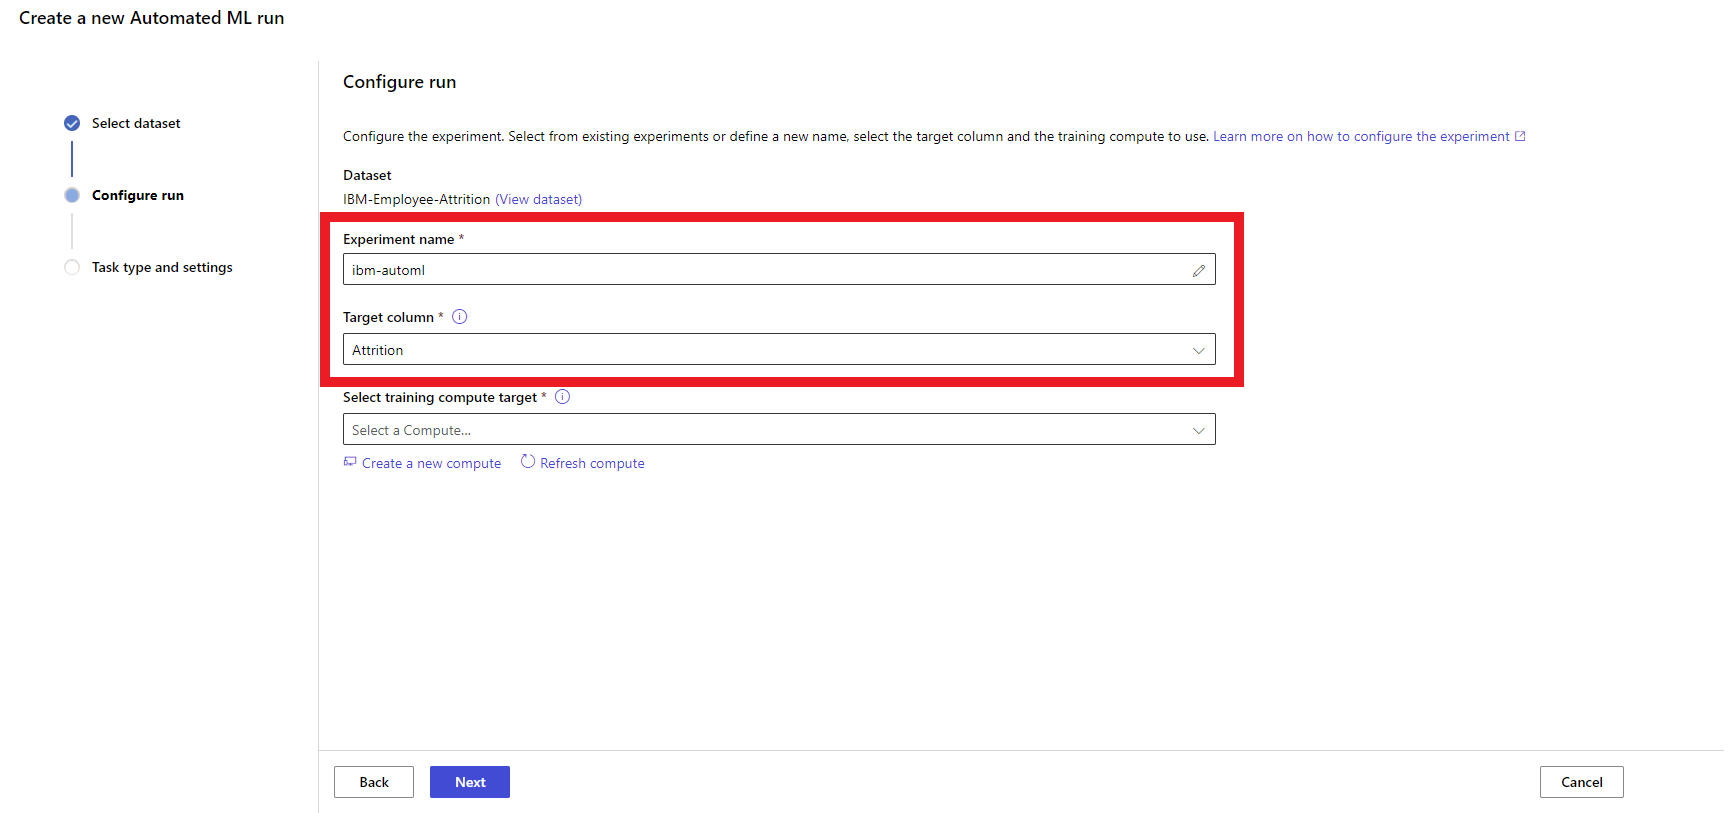 Create a new Automated ML run
Select dataset
Configure run
Task type and settings
Configure run
Configure the experiment. Select from existing experiments or define a new name, select the target column and the training compute to use. Learn more on how to configure the experiment
Dataset
IBM-Employee-Attrition (View dataset)
Experiment name *
ibm-automl
Target column *
Attrition
Select training compute target *
Select a Compute...
Create a new compute Refresh compute
Back Next Cancel